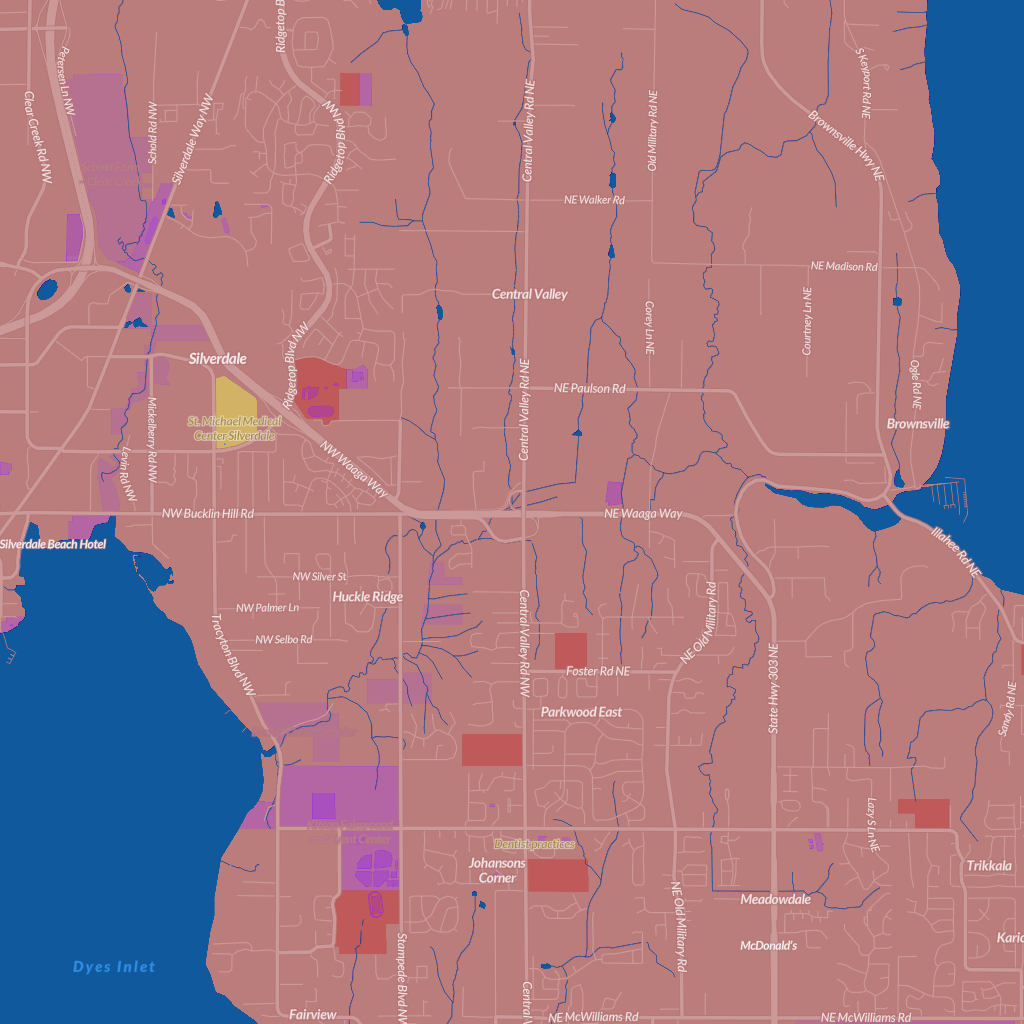 Ridgetop B
Petersen Ln NW
Clear Creek Rd NW
Schold Rd NW
Silverdale Way NW
Ridgetop Bl NW
Central Valley Rd NE
Old Military Rd NE
S Keyport Rd NE
Brownsville Hwy NE
NE Walker Rd
NE Madison Rd
Central Valley
Corey Ln NE
Courtney Ln NE
Silverdale
Ridgetop Blvd NW
Central Valley Rd NE
NE Paulson Rd
Ogle Rd NE
St. Michael Medical
Center Silverdale
Mickelberry Rd NW
Levin Rd NW
NW Waaga Way
Brownsville
NW Bucklin Hill Rd
NE Waaga Way
Silverdale Beach Hotel
Illahee Rd NE
NW Silver St
Huckle Ridge
NW Palmer Ln
NW Selbo Rd
Tracyton Blvd NW
Central Valley Rd NW
NE Old Military Rd
Foster Rd NE
State Hwy 303 NE
Sandy Rd NE
Parkwood East
Lazy S Ln NE
Dentist practices
Johansons
Corner
Trikkala
NE Old Military Rd
Meadowdale
McDonald's
Kario
Dyes Inlet
Stampede Blvd NW
Central V
Fairview
NE McWilliams Rd
NE McWilliams Rd